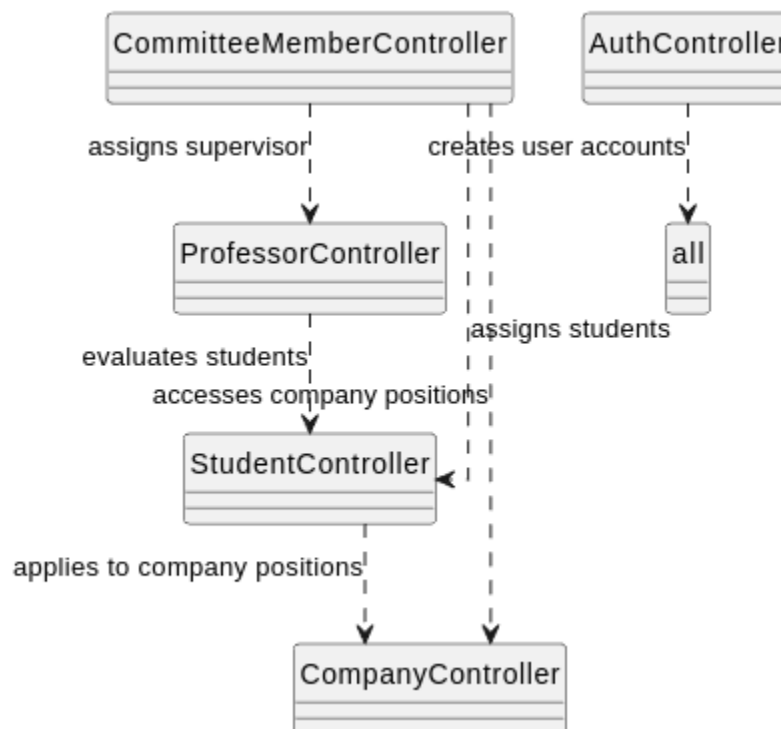 CommitteeMemberController
AuthController
assigns supervisor
creates user accounts
ProfessorController
all
assigns students
evaluates students
accesses company positions
StudentController
applies to company positions
CompanyController